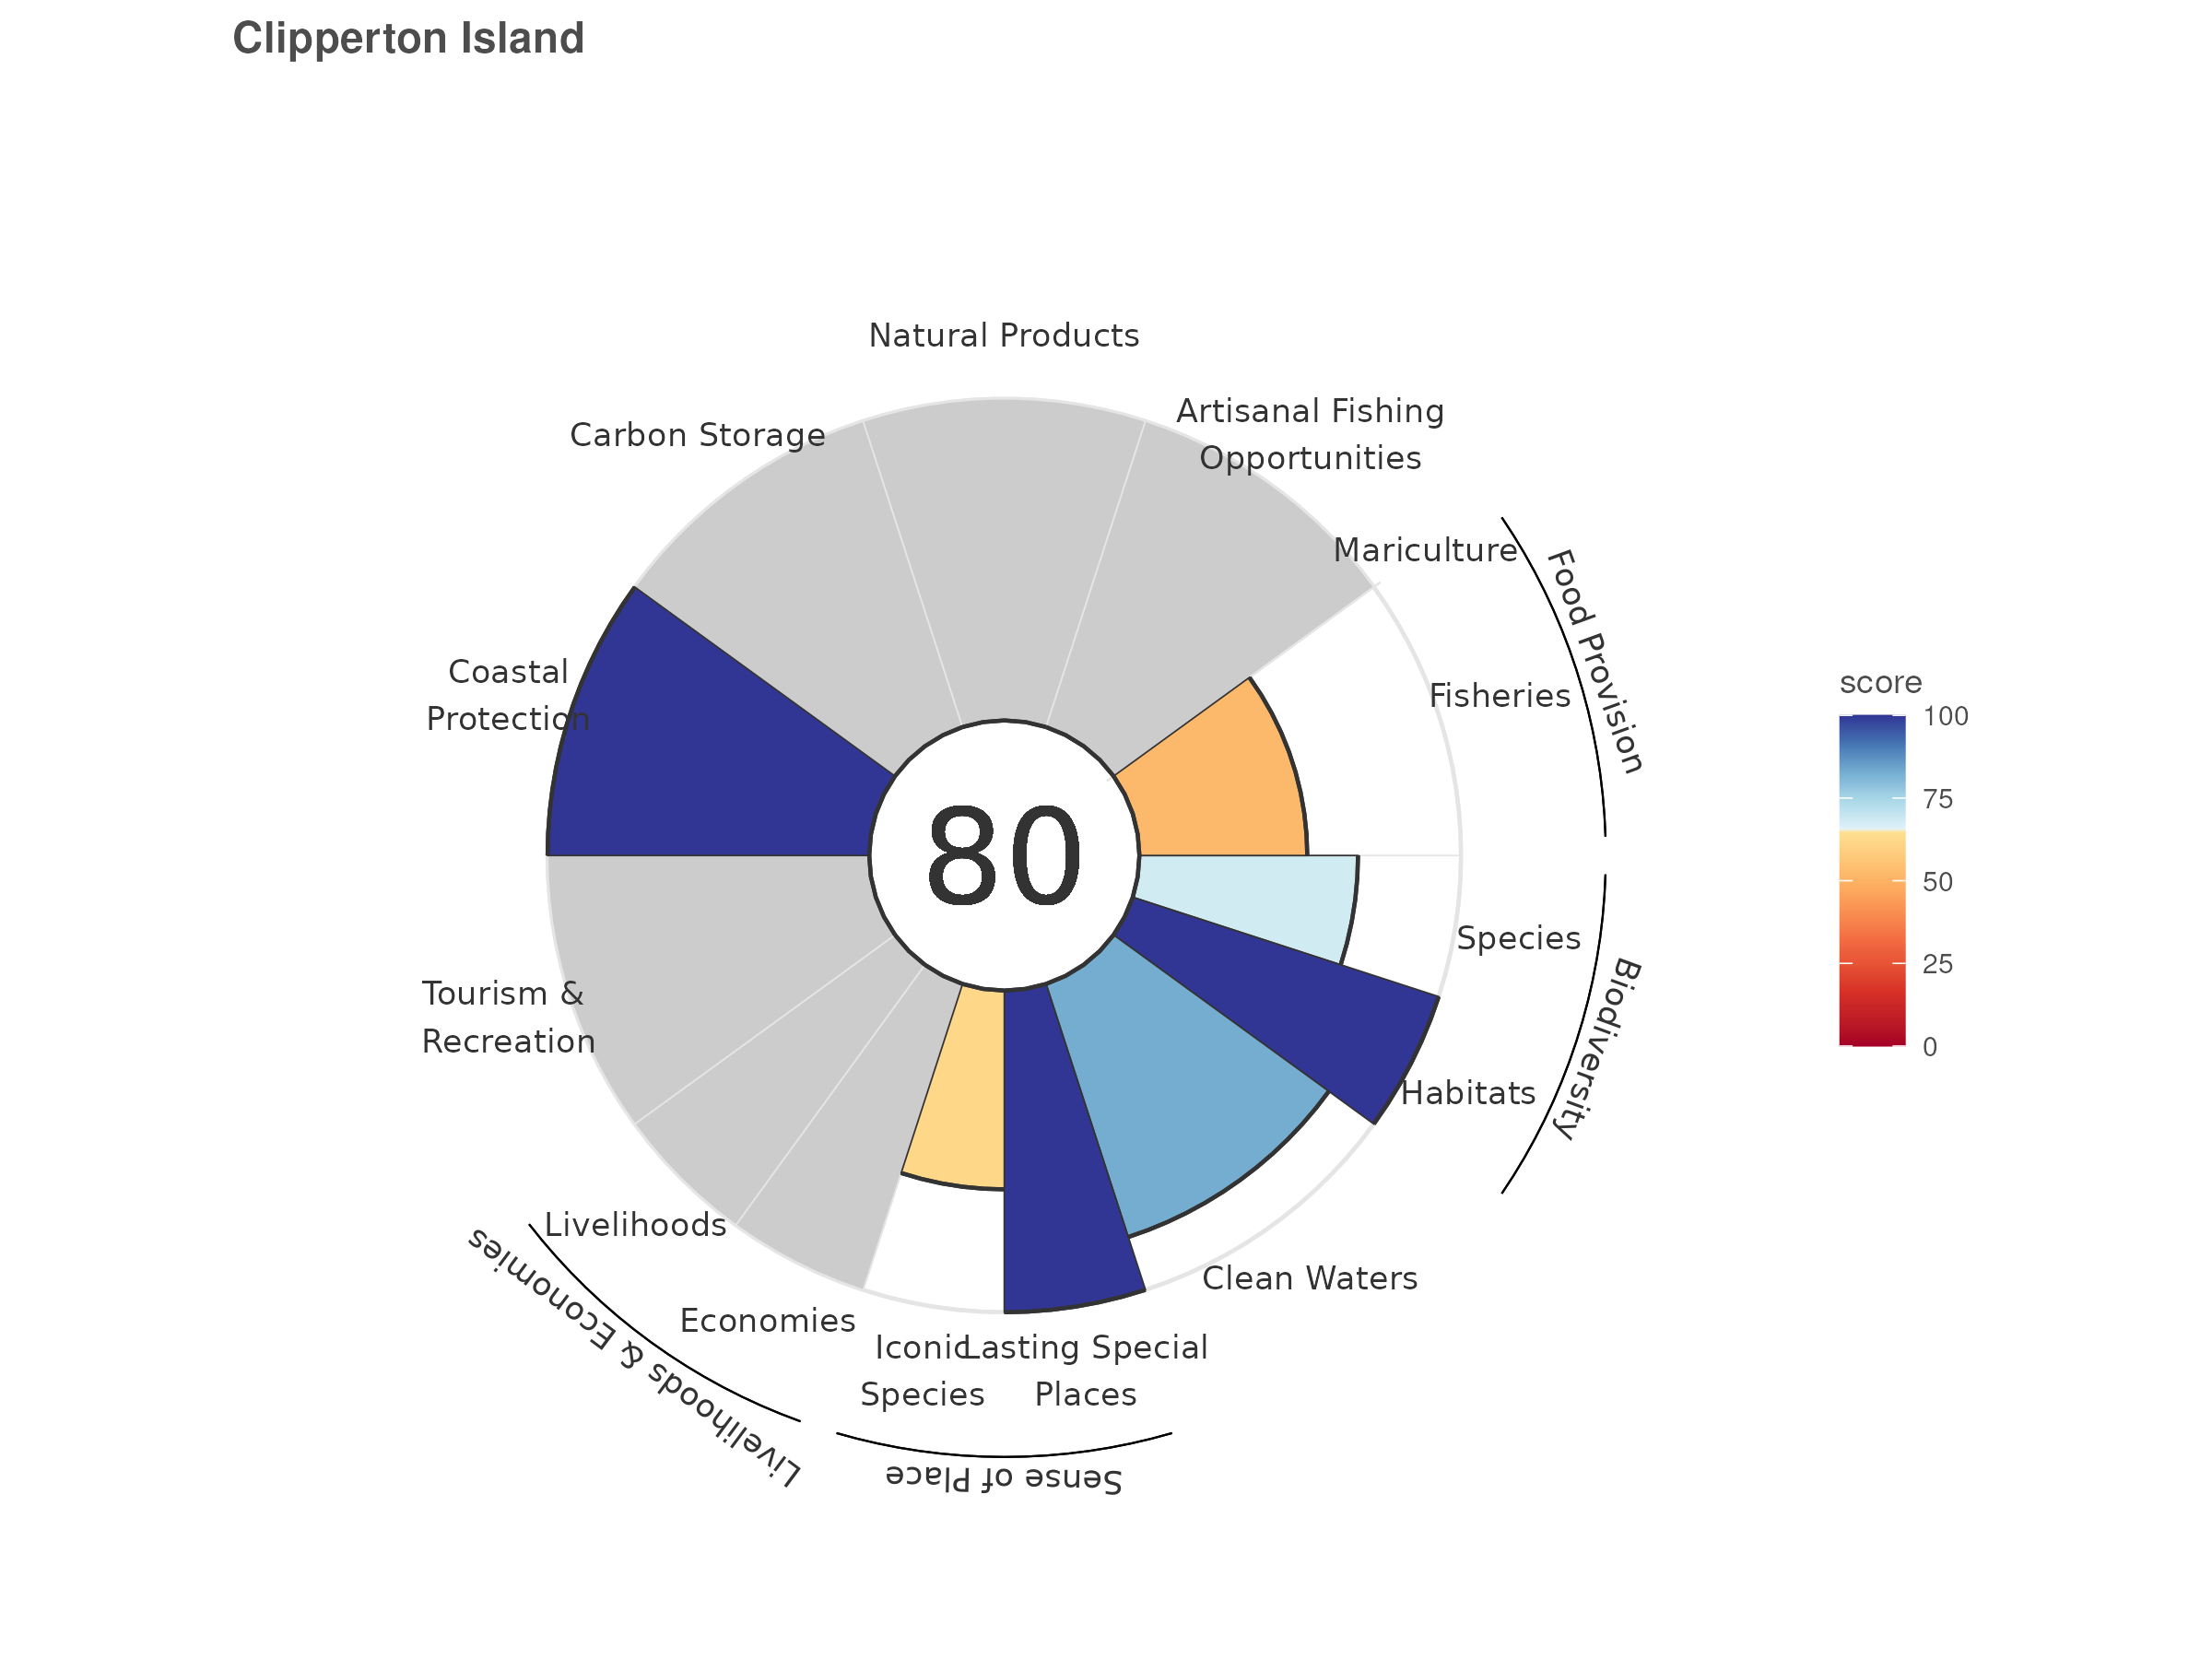 Clipperton Island
Natural Products
Artisanal Fishing
Opportunities
Carbon Storage
Mariculture
Food Provision
Fisheries
Coastal
Protection
score
100
75
50
25
0
80
Species
Biodiversity
Habitats
Tourism &
Recreation
Livelihoods
Livelihoods & Economies
Economies
Clean Waters
Iconic
Species
Lasting Special
Places
Sense of Place